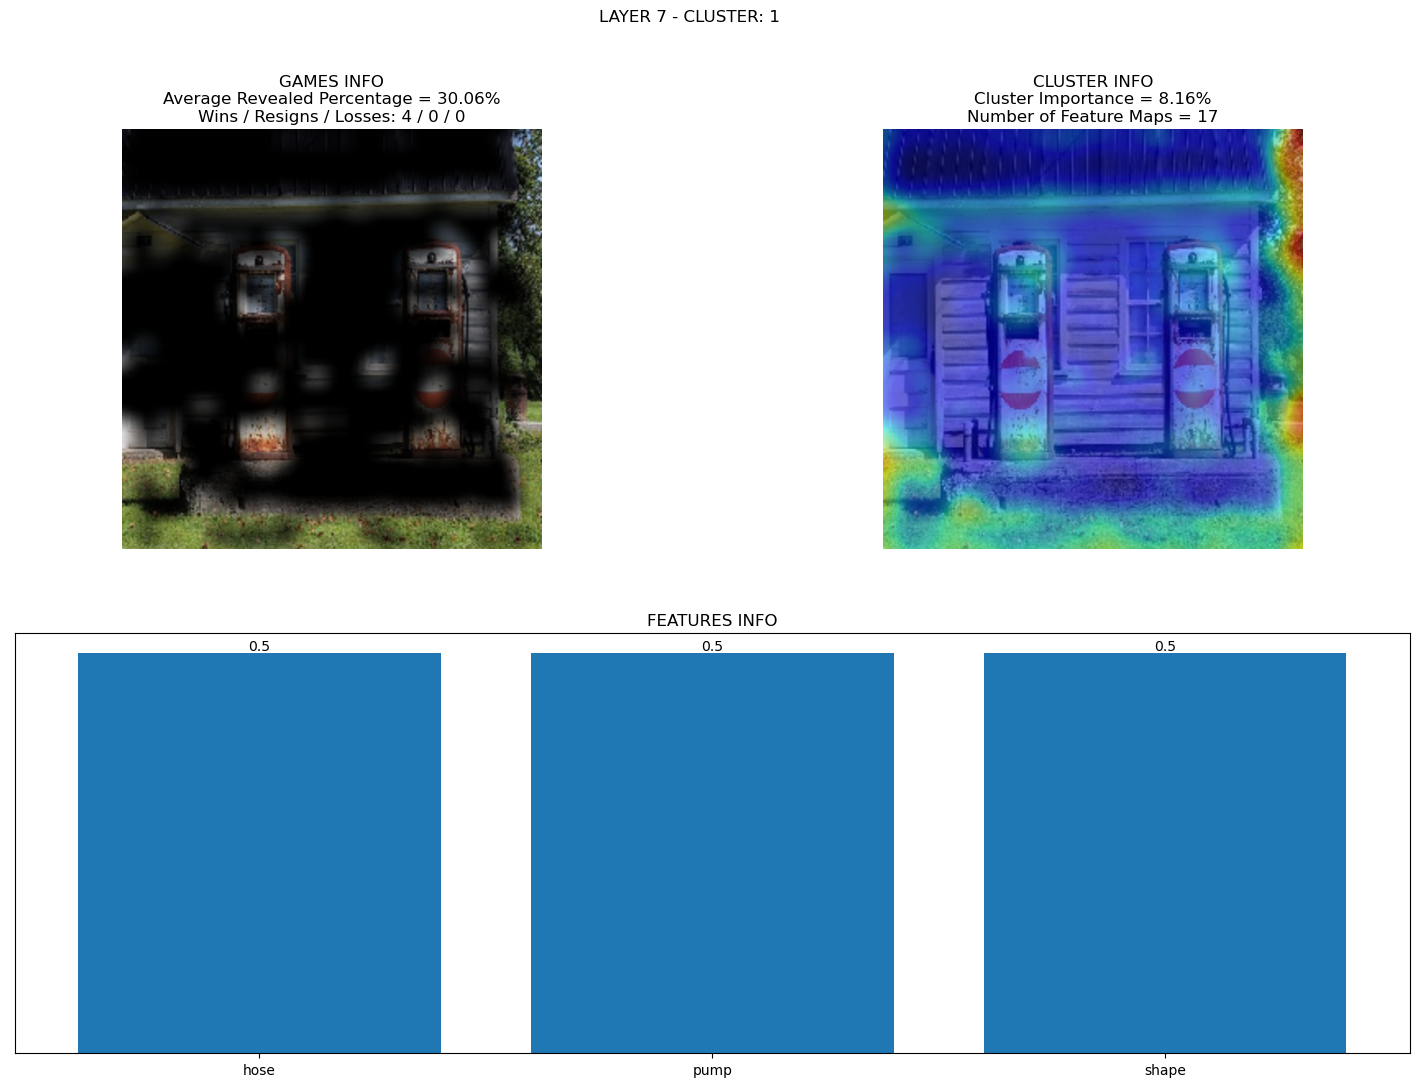 LAYER 7 - CLUSTER: 1
GAMES INFO
Average Revealed Percentage = 30.06%
Wins / Resigns / Losses: 4 / 0 / 0
CLUSTER INFO
Cluster Importance = 8.16%
Number of Feature Maps = 17
FEATURES INFO
0.5
0.5
0.5
hose
pump
shape